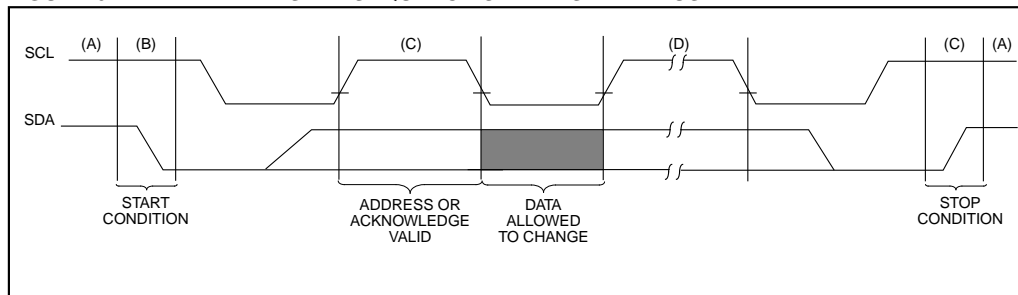 SCL
(A)
(B)
(C)
(D)
(C)
(A)
SDA
START
CONDITION
ADDRESS OR
ACKNOWLEDGE
VALID
DATA
ALLOWED
TO CHANGE
STOP
CONDITION